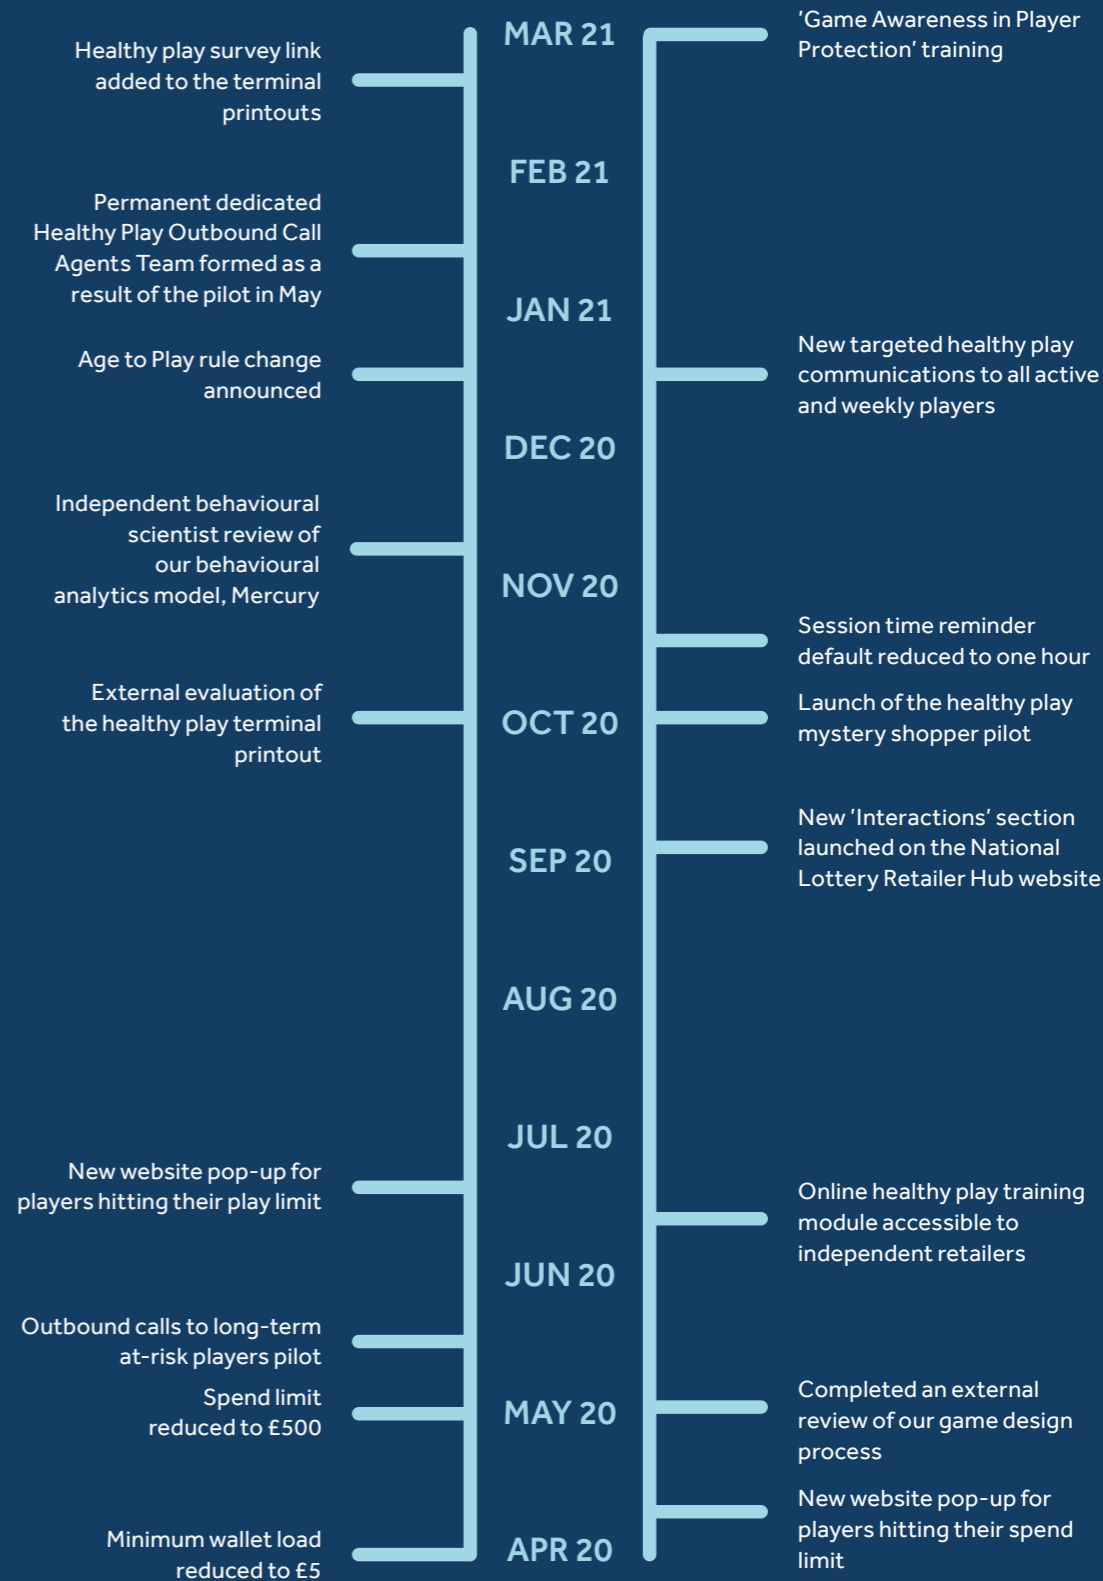 MAR 21
'Game Awareness in Player
Protection' training
Healthy play survey link
added to the terminal
printouts
FEB 21
Permanent dedicated
Healthy Play Outbound Call
Agents Team formed as a
result of the pilot in May
JAN 21
New targeted healthy play
communications to all active
and weekly players
Age to Play rule change
announced
DEC 20
Independent behavioural
scientist review of
our behavioural
analytics model, Mercury
NOV 20
Session time reminder
default reduced to one hour
External evaluation of
the healthy play terminal
printout
OCT 20
Launch of the healthy play
mystery shopper pilot
New 'Interactions' section
launched on the National
Lottery Retailer Hub website
SEP 20
AUG 20
JUL 20
New website pop-up for
players hitting their play limit
Online healthy play training
module accessible to
independent retailers
JUN 20
Outbound calls to long-term
at-risk players pilot
Spend limit
reduced to £500
MAY 20
Completed an external
review of our game design
process
New website pop-up for
players hitting their spend
limit
Minimum wallet load
reduced to £5
APR 20